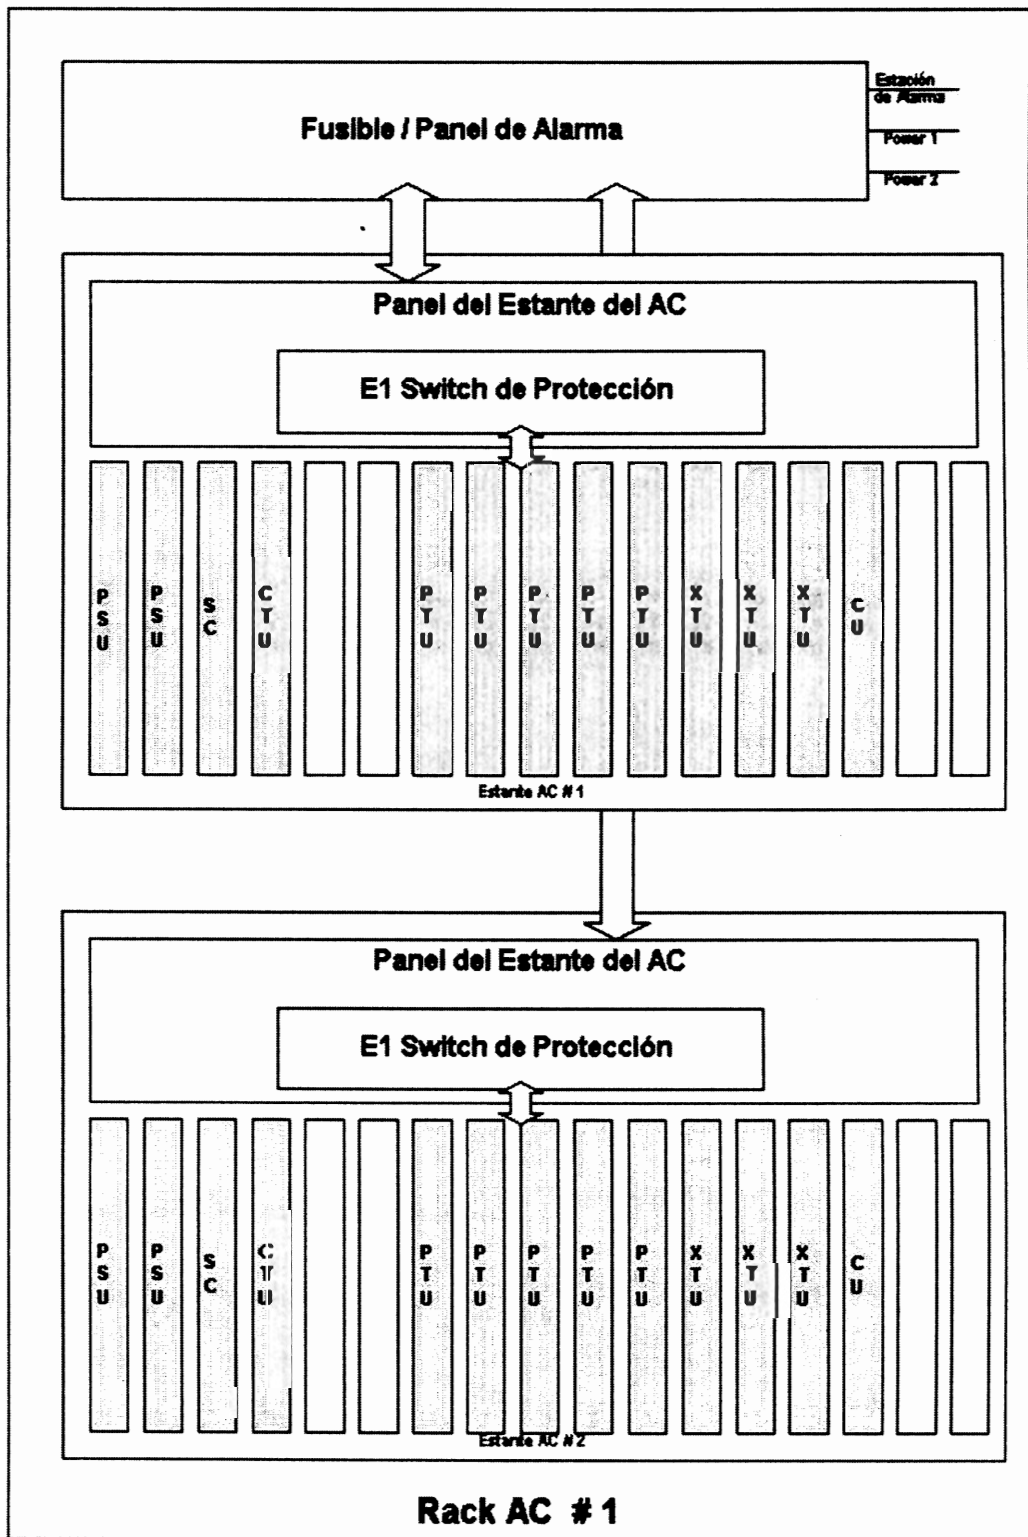 Estación
de Alarma
Fusible / Panel de Alarma
Power 1
Power 2
Panel del Estante del AC
E1 Switch de Protección
PSU
PSU
SC
CTU
PTU
PTU
PTU
PTU
PTU
XTU
XTU
XTU
CU
Estante AC # 1
Panel del Estante del AC
E1 Switch de Protección
PSU
PSU
SC
CTU
PTU
PTU
PTU
PTU
PTU
XTU
XTU
XTU
CU
Estante AC # 2
Rack AC # 1